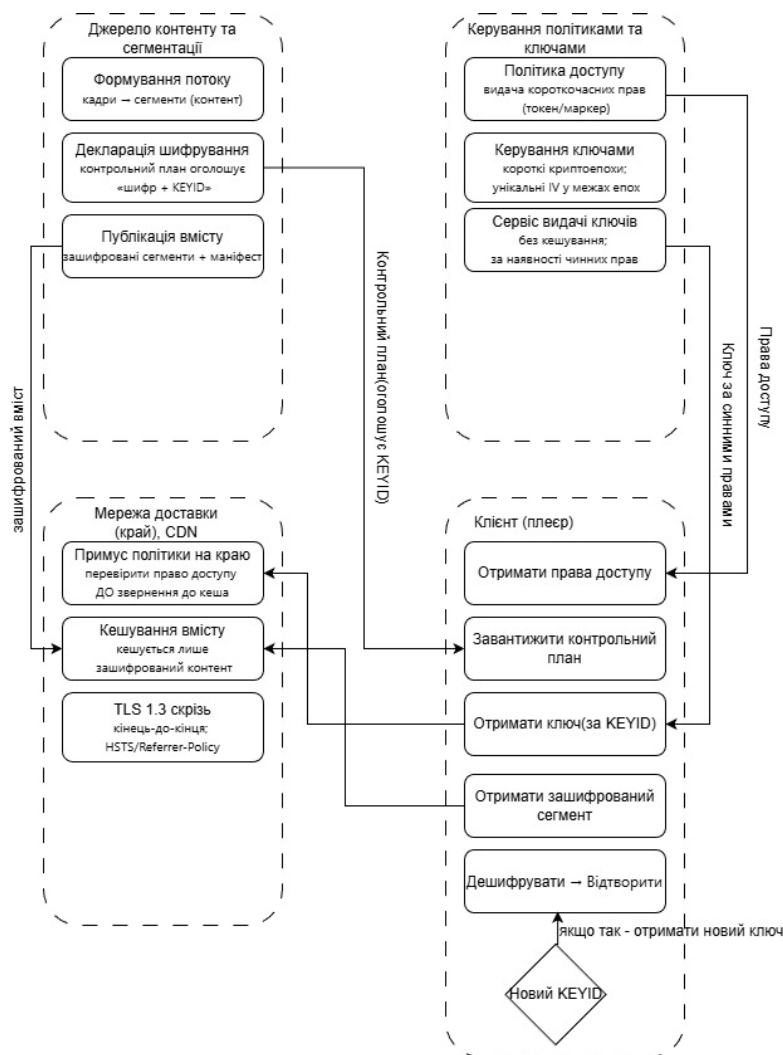 Джерело контенту та
сегментації
Формування потоку
кадри → сегменти (контент)
Декларація шифрування
контрольний план оголошує
«шифр + KEYID»
Публікація вмісту
зашифровані сегменти + маніфест
Керування політиками та
ключами
Політика доступу
видача короткочасних прав
(токен/маркер)
Керування ключами
короткі криптоепохи;
унікальні IV у межах епох
Сервіс видачі ключів
без кешування;
за наявності чинних прав
зашифрований вміст
Контрольний план(оголошує KEYID)
Ключ за синними правами
Права доступу
Мережа доставки
(край), CDN
Примус політики на краю
перевірити право доступу
ДО звернення до кеша
Кешування вмісту
кешується лише
зашифрований контент
TLS 1.3 скрізь
кінець-до-кінця;
HSTS/Referrer-Policy
Клієнт (плеєр)
Отримати права доступу
Завантажити контрольний
план
Отримати ключ(за KEYID)
Отримати зашифрований
сегмент
Дешифрувати → Відтворити
якщо так - отримати новий ключ
Новий KEYID